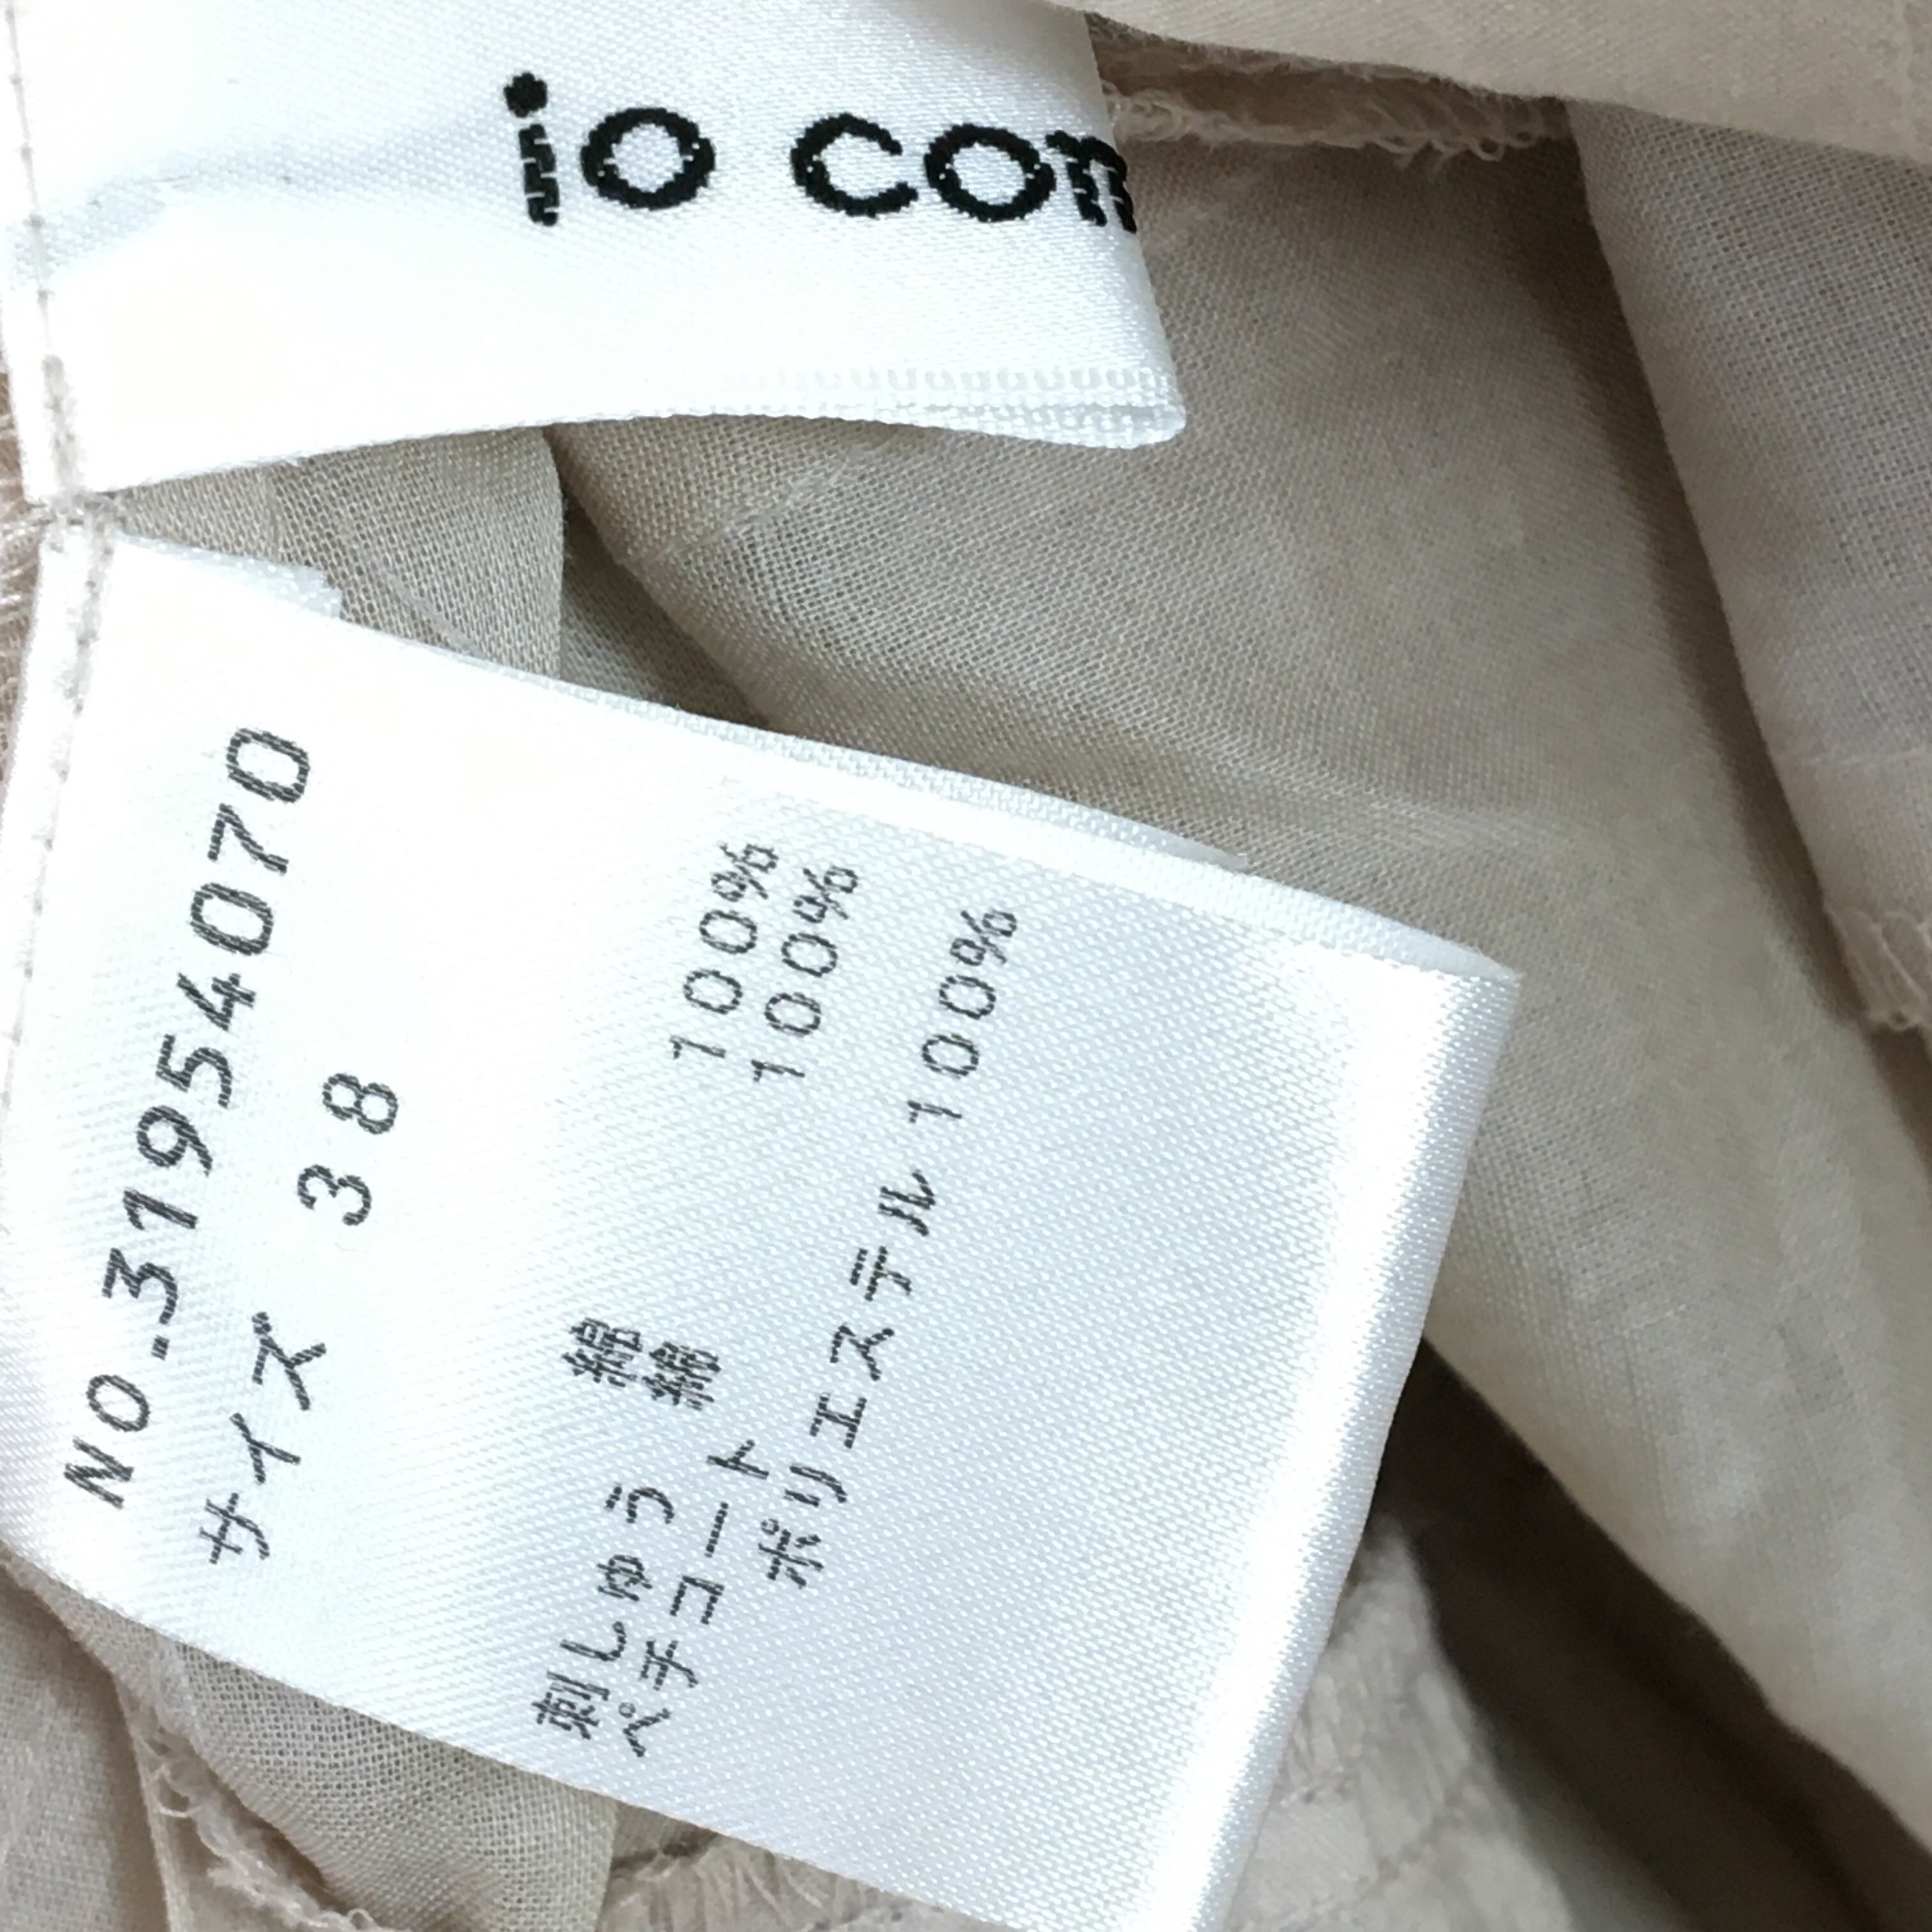 io com
NO.31954070
サイズ 38
綿 100%
刺しゅう 綿 100%
ペチコート
ポリエステル 100%